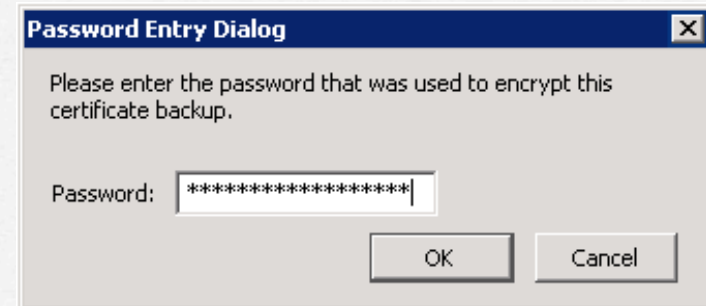 Password Entry Dialog
Please enter the password that was used to encrypt this
certificate backup.
Password: ******************
OK Cancel